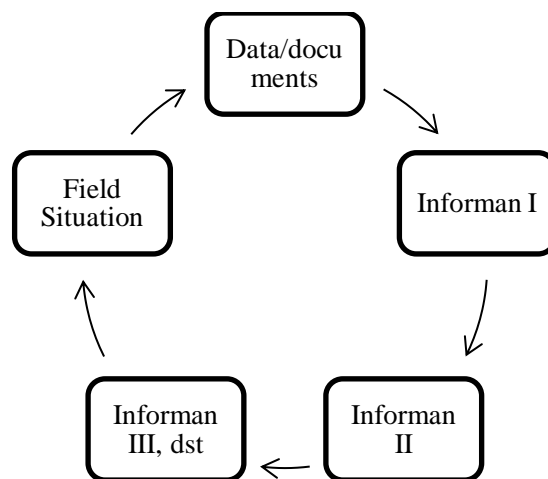 Data/docu
ments
Informan I
Informan
II
Informan
III, dst
Field
Situation